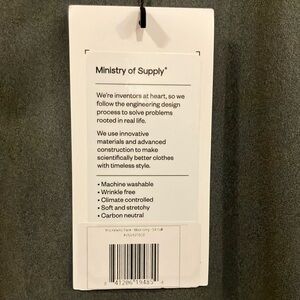 Ministry of Supply®
We're inventors at heart, so we
follow the engineering design
process to solve problems
rooted in real life.
We use innovative
materials and advanced
construction to make
scientifically better clothes
with timeless style.
• Machine washable
• Wrinkle free
• Climate controlled
• Soft and stretchy
• Carbon neutral
41206 19485